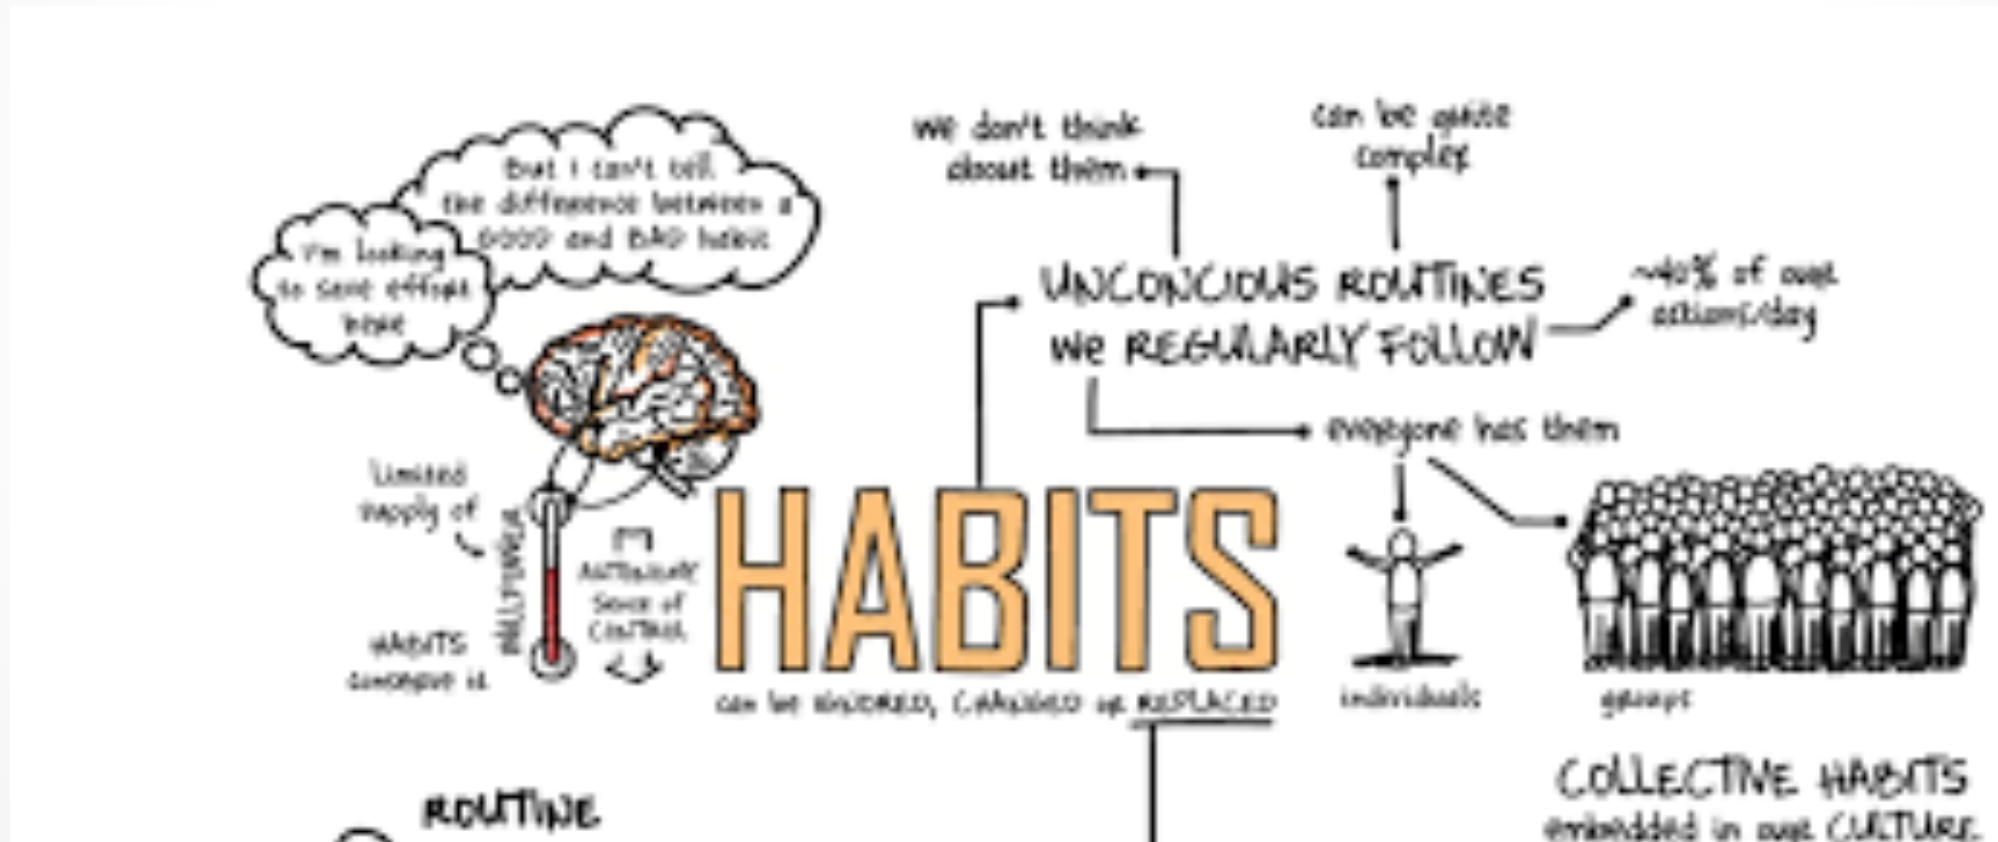 But I can't tell
the difference between a
GOOD and BAD habit
I'm looking
to save effort
here
we don't think
about them
can be quite
complex
UNCONCIOUS ROUTINES
we REGULARLY FOLLOW
~40% of our
actions/day
everyone has them
Limited
supply of
WILLPOWER
HABITS
conserve it
AUTONOMY
Sense of
CONTROL
HABITS
can be IGNORED, CHANGED or REPLACED
individuals
groups
ROUTINE
COLLECTIVE HABITS
embedded in our CULTURE